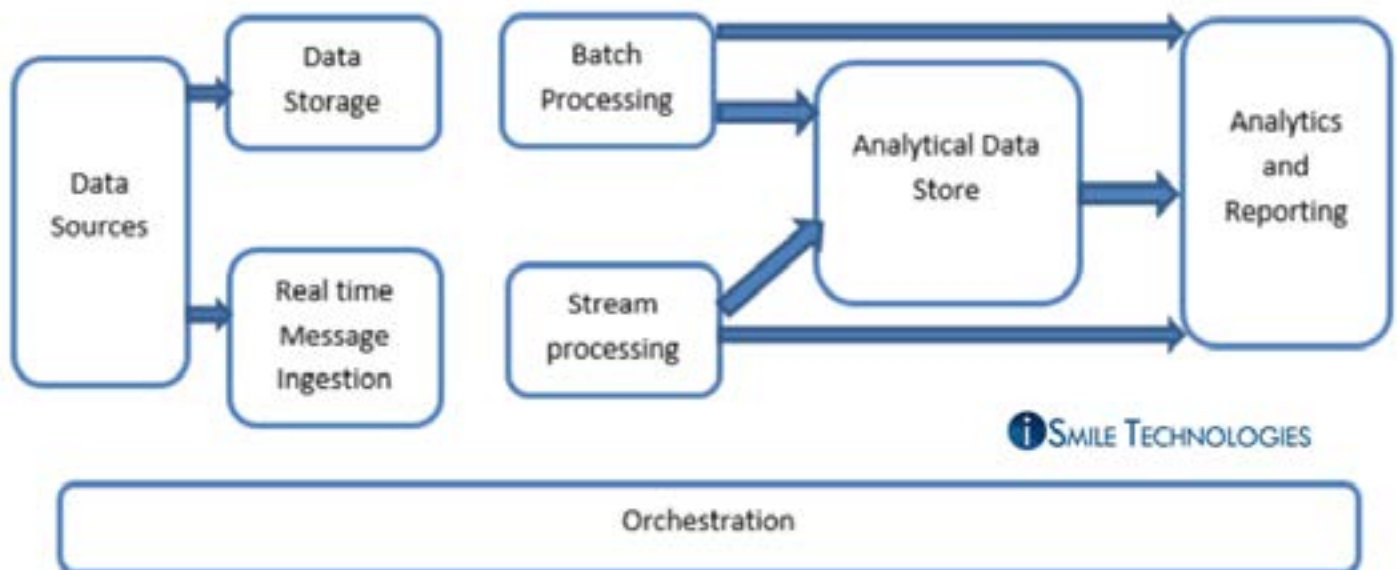 Data
Sources
Data
Storage
Real time
Message
Ingestion
Batch
Processing
Stream
processing
Analytical Data
Store
Analytics
and
Reporting
i SMILE TECHNOLOGIES
Orchestration